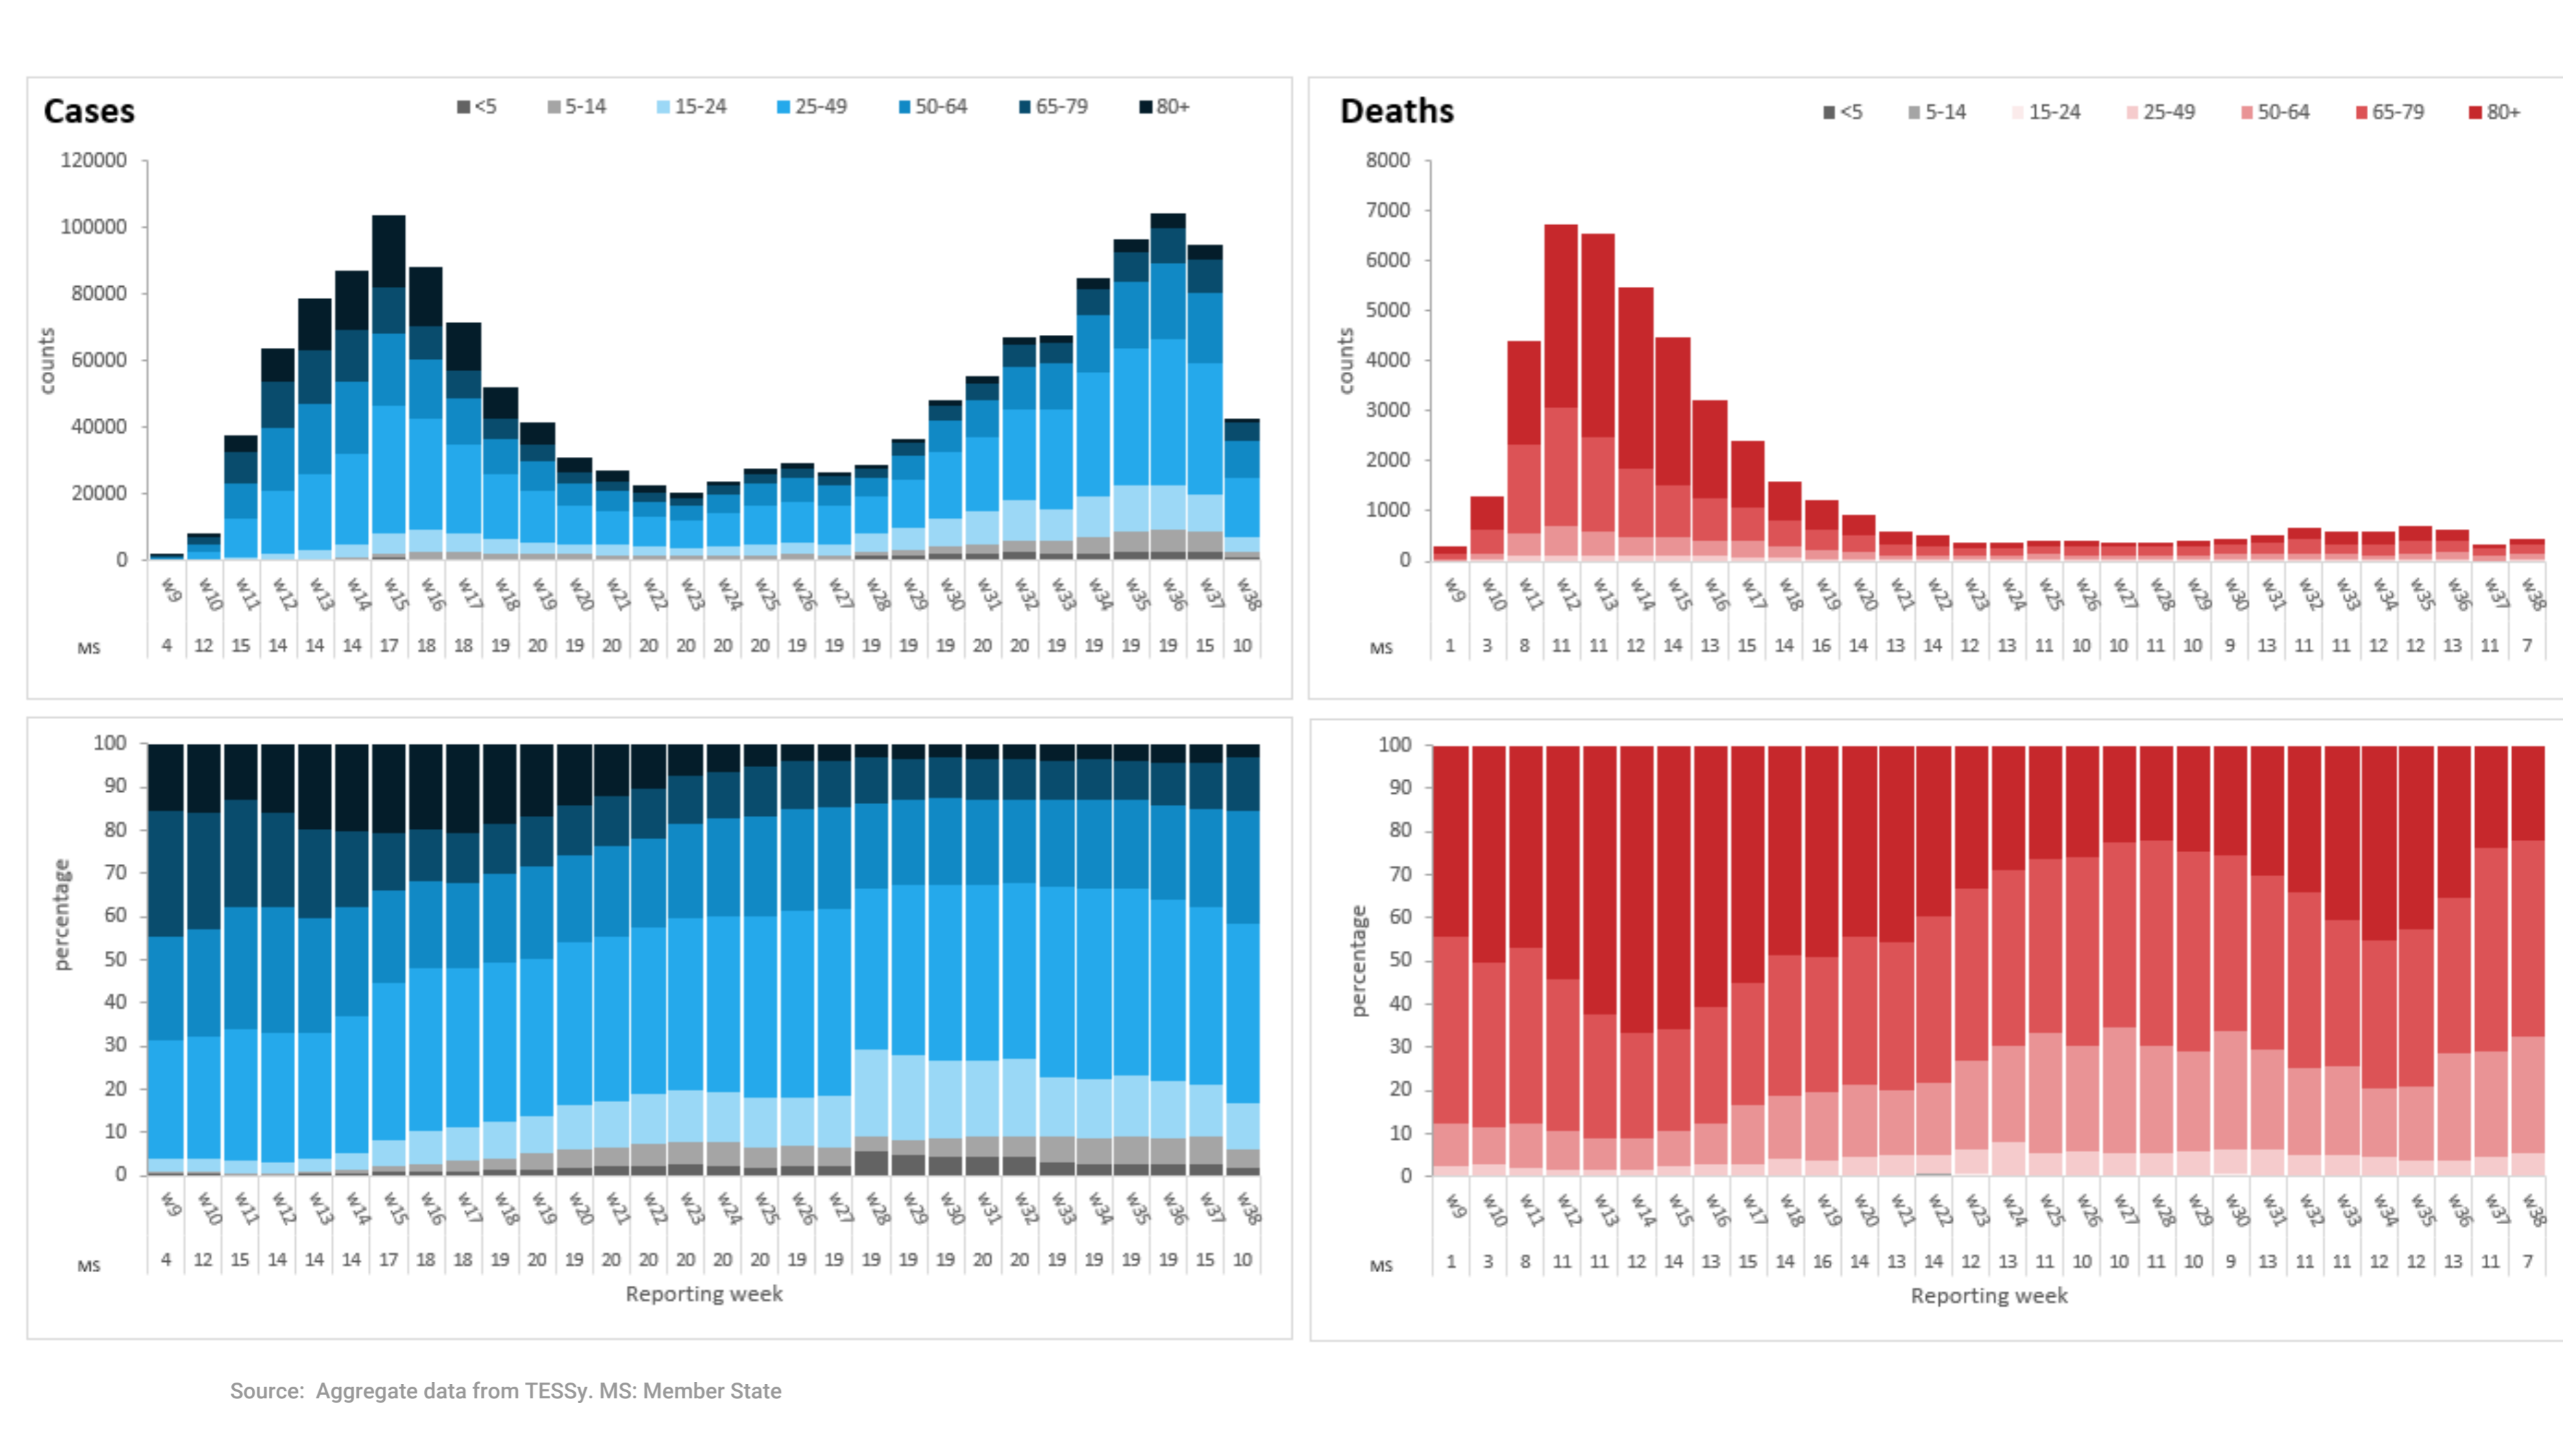 Cases
<5 5-14 15-24 25-49 50-64 65-79 80+
120000
100000
80000
60000
40000
20000
0
counts
w9 w10 w11 w12 w13 w14 w15 w16 w17 w18 w19 w20 w21 w22 w23 w24 w25 w26 w27 w28 w29 w30 w31 w32 w33 w34 w35 w36 w37 w38
MS 4 12 15 14 14 14 17 18 18 19 20 19 20 20 20 20 20 19 19 19 19 19 20 20 19 19 19 19 15 10
Deaths
<5 5-14 15-24 25-49 50-64 65-79 80+
8000
7000
6000
5000
4000
3000
2000
1000
0
counts
w9 w10 w11 w12 w13 w14 w15 w16 w17 w18 w19 w20 w21 w22 w23 w24 w25 w26 w27 w28 w29 w30 w31 w32 w33 w34 w35 w36 w37 w38
MS 1 3 8 11 11 12 14 13 15 14 16 14 13 14 12 13 11 10 10 11 10 9 13 11 11 12 12 13 11 7
100
90
80
70
60
50
40
30
20
10
0
percentage
w9 w10 w11 w12 w13 w14 w15 w16 w17 w18 w19 w20 w21 w22 w23 w24 w25 w26 w27 w28 w29 w30 w31 w32 w33 w34 w35 w36 w37 w38
MS 4 12 15 14 14 14 17 18 18 19 20 19 20 20 20 20 20 19 19 19 19 19 20 20 19 19 19 19 15 10
Reporting week
100
90
80
70
60
50
40
30
20
10
0
percentage
w9 w10 w11 w12 w13 w14 w15 w16 w17 w18 w19 w20 w21 w22 w23 w24 w25 w26 w27 w28 w29 w30 w31 w32 w33 w34 w35 w36 w37 w38
MS 1 3 8 11 11 12 14 13 15 14 16 14 13 14 12 13 11 10 10 11 10 9 13 11 11 12 12 13 11 7
Reporting week
Source: Aggregate data from TESSy. MS: Member State